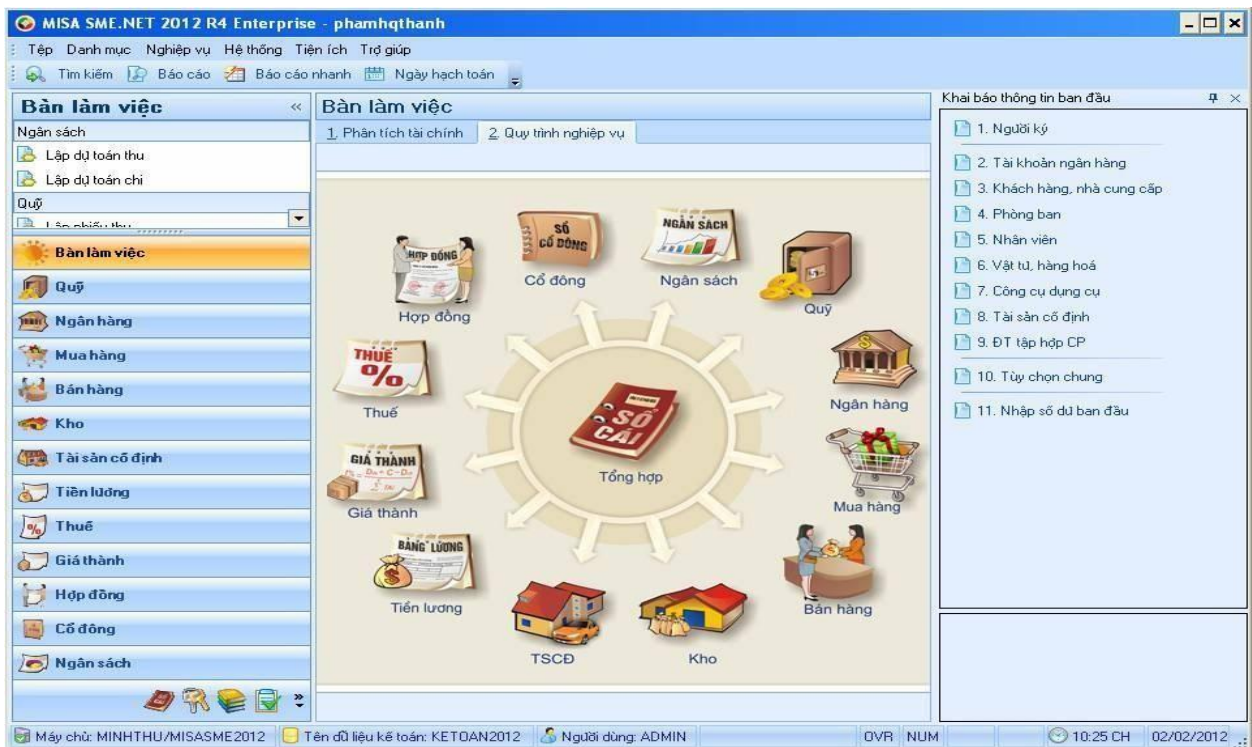 MISA SME.NET 2012 R4 Enterprise - phamhqthanh
Tệp Danh mục Nghiệp vụ Hệ thống Tiện ích Trợ giúp
Tìm kiếm Báo cáo Báo cáo nhanh Ngày hạch toán
Bàn làm việc «
Ngân sách
Lập dự toán thu
Lập dự toán chi
Quỹ
Lập phiếu thu
Bàn làm việc
Quỹ
Ngân hàng
Mua hàng
Bán hàng
Kho
Tài sản cố định
Tiền lương
Thuế
Giá thành
Hợp đồng
Cổ đông
Ngân sách
Bàn làm việc
1. Phân tích tài chính 2. Quy trình nghiệp vụ
HỢP ĐỒNG
Hợp đồng
SỔ
CỔ ĐÔNG
Cổ đông
NGÂN SÁCH
Ngân sách
Quỹ
THUẾ
%
Thuế
Ngân hàng
SỔ
CÁI
Tổng hợp
GIÁ THÀNH
Giá thành
Mua hàng
BẢNG LƯƠNG
Tiền lương
TSCĐ
Kho
Bán hàng
Khai báo thông tin ban đầu
1. Người ký
2. Tài khoản ngân hàng
3. Khách hàng, nhà cung cấp
4. Phòng ban
5. Nhân viên
6. Vật tư, hàng hoá
7. Công cụ dụng cụ
8. Tài sản cố định
9. ĐT tập hợp CP
10. Tùy chọn chung
11. Nhập số dư ban đầu
Máy chủ: MINHTHU/MISASME2012 Tên dữ liệu kế toán: KETOAN2012 Người dùng: ADMIN OVR NUM 10:25 CH 02/02/2012